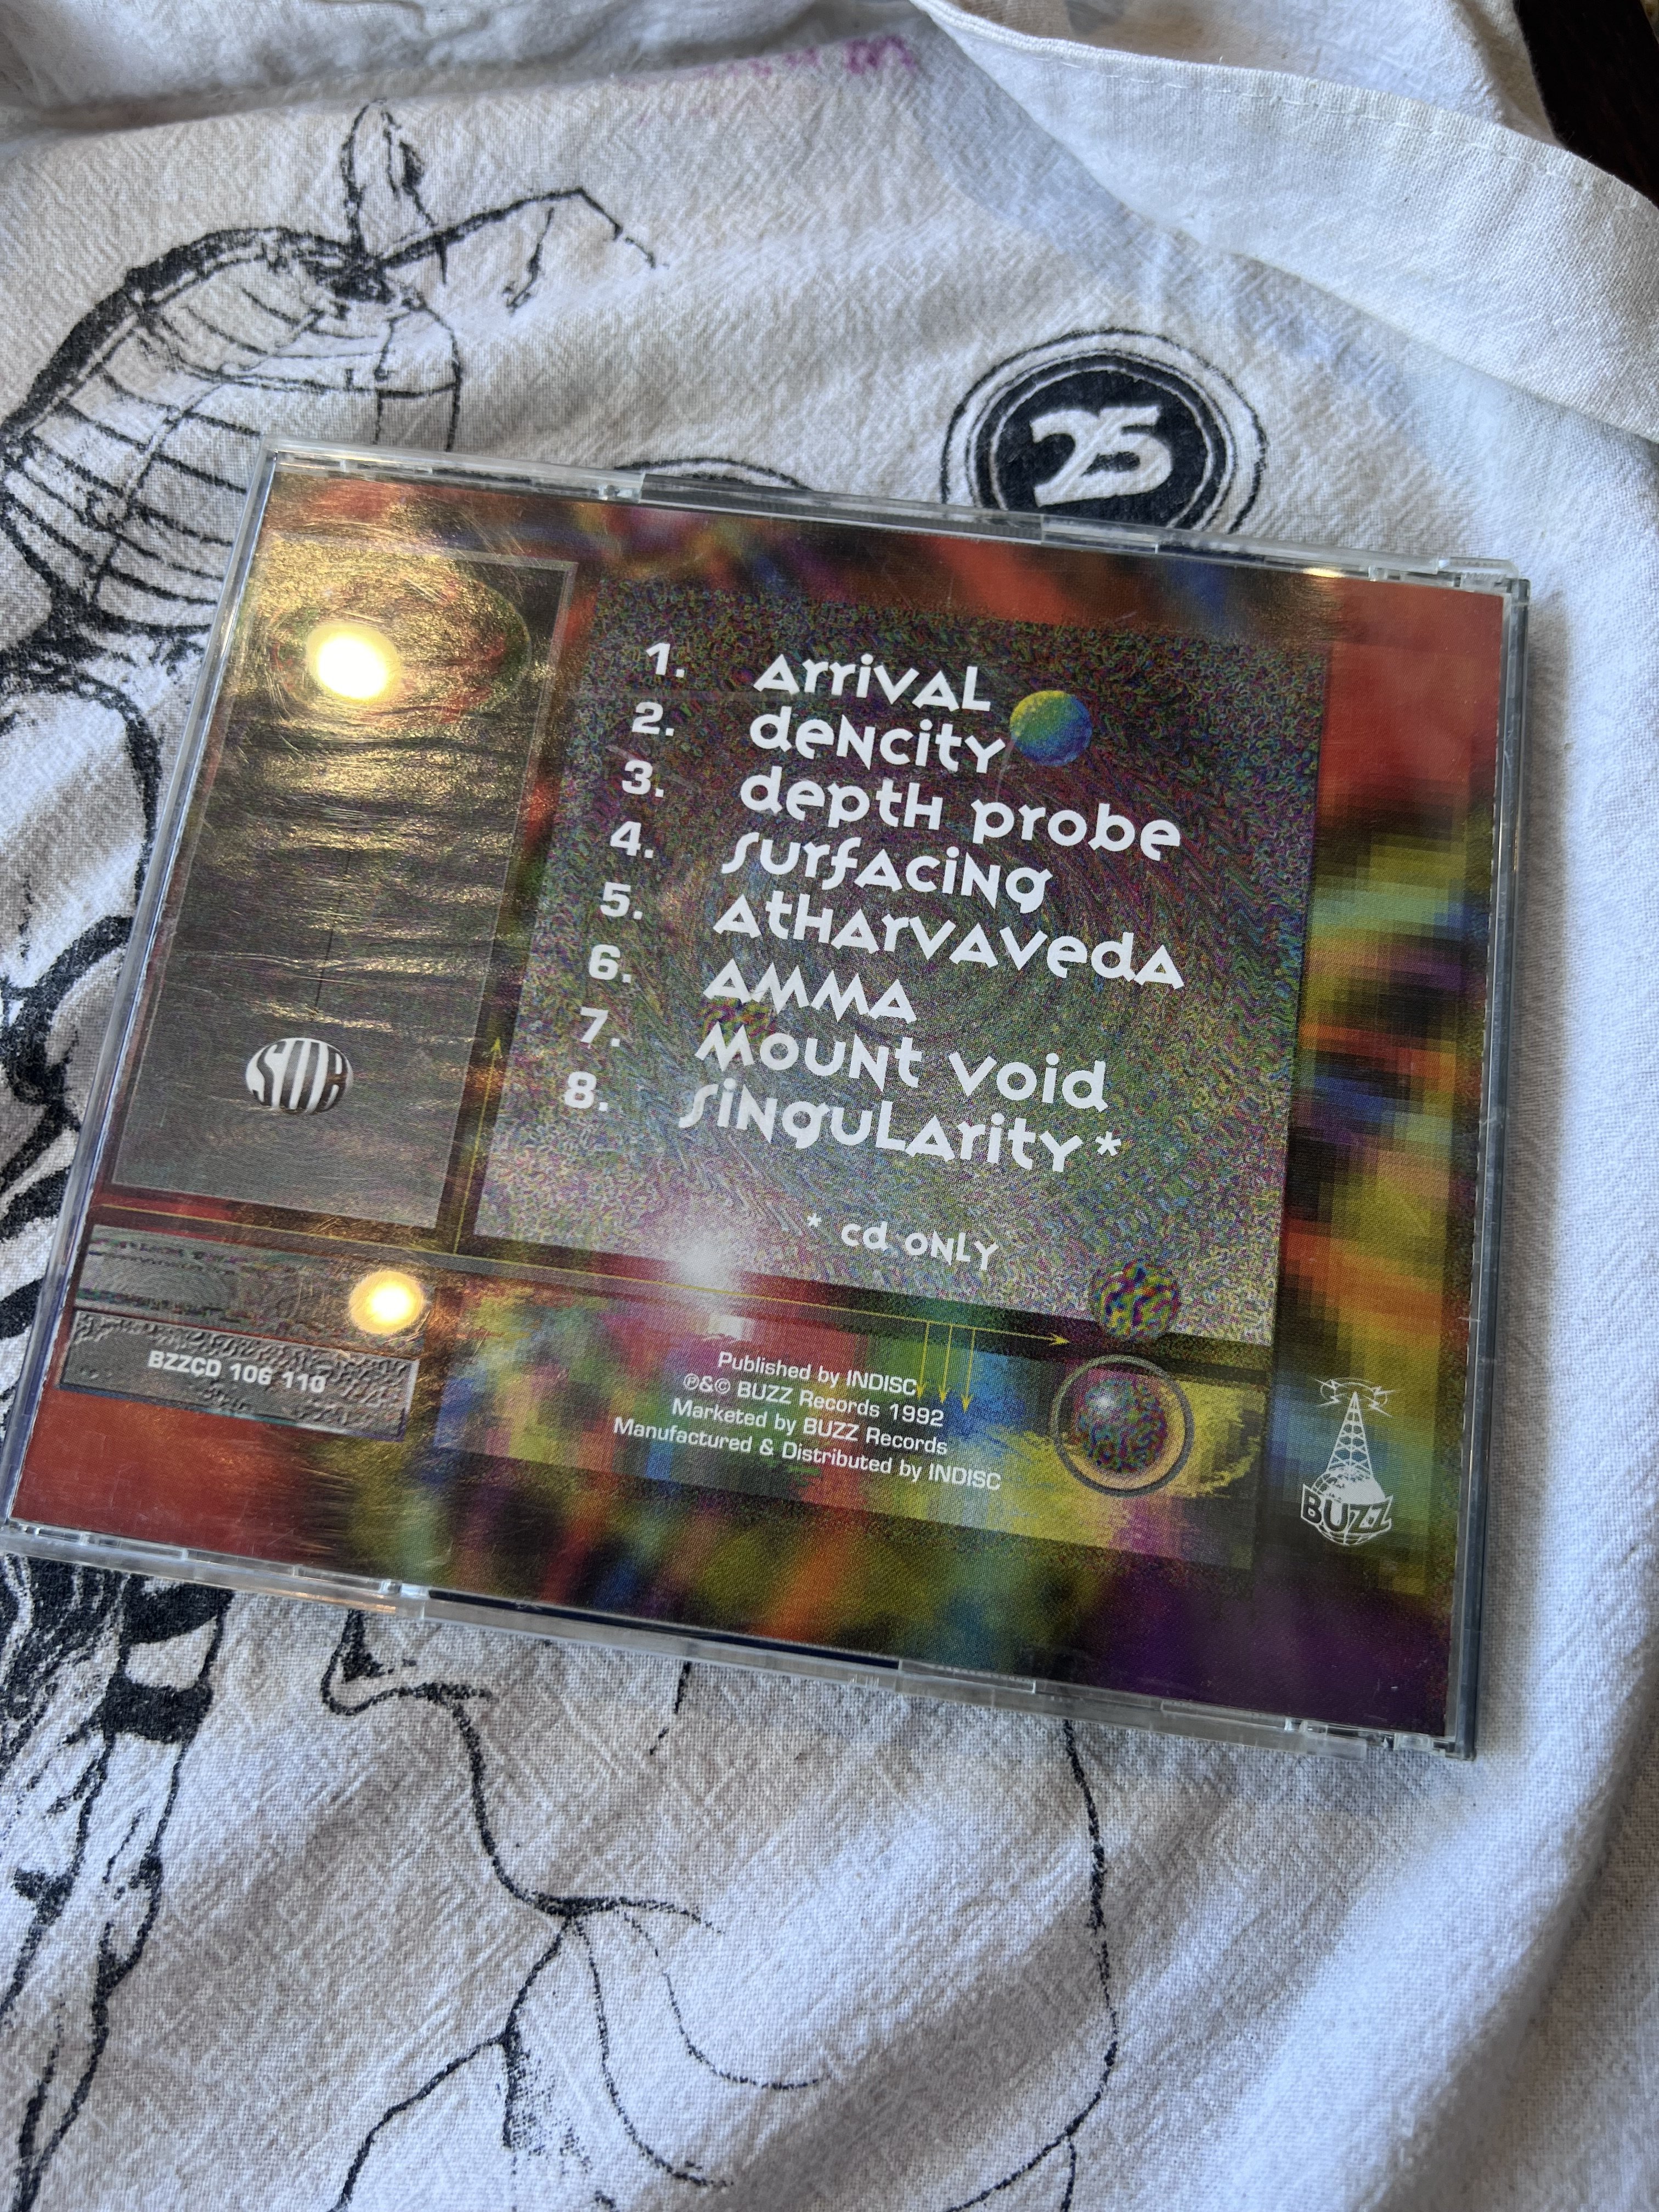 25
1. Arrival
2. deNcity
3. deptH probe
4. surfAciNg
5. AtHArvAvedA
6. AMMA
7. MouNt void
8. siNguLArity *
* cd oNLy
BZZCD 106 110
Published by INDISC
℗&© BUZZ Records 1992
Marketed by BUZZ Records
Manufactured & Distributed by INDISC
BUZZ